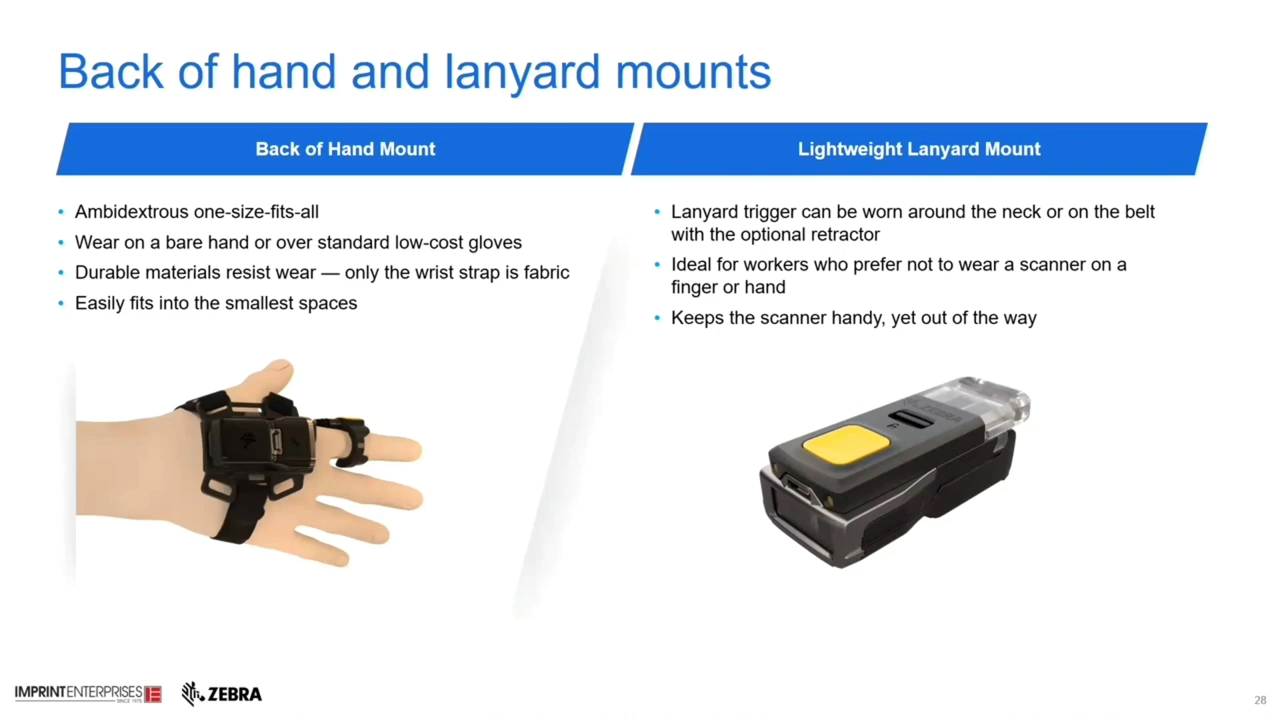 Back of hand and lanyard mounts
Back of Hand Mount
• Ambidextrous one-size-fits-all
• Wear on a bare hand or over standard low-cost gloves
• Durable materials resist wear — only the wrist strap is fabric
• Easily fits into the smallest spaces
Lightweight Lanyard Mount
• Lanyard trigger can be worn around the neck or on the belt
with the optional retractor
• Ideal for workers who prefer not to wear a scanner on a
finger or hand
• Keeps the scanner handy, yet out of the way
ZEBRA
IMPRINTENTERPRISES
SINCE 1975
ZEBRA
28